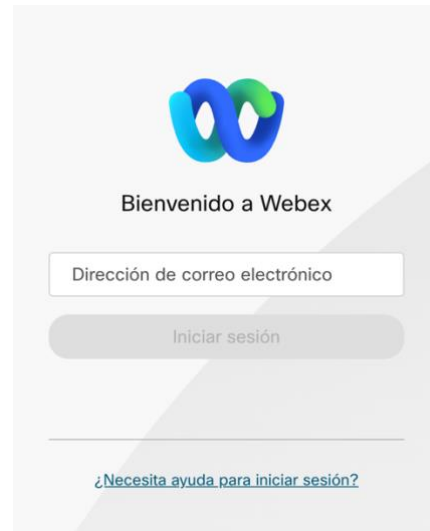 Bienvenido a Webex
Dirección de correo electrónico
Iniciar sesión
¿Necesita ayuda para iniciar sesión?